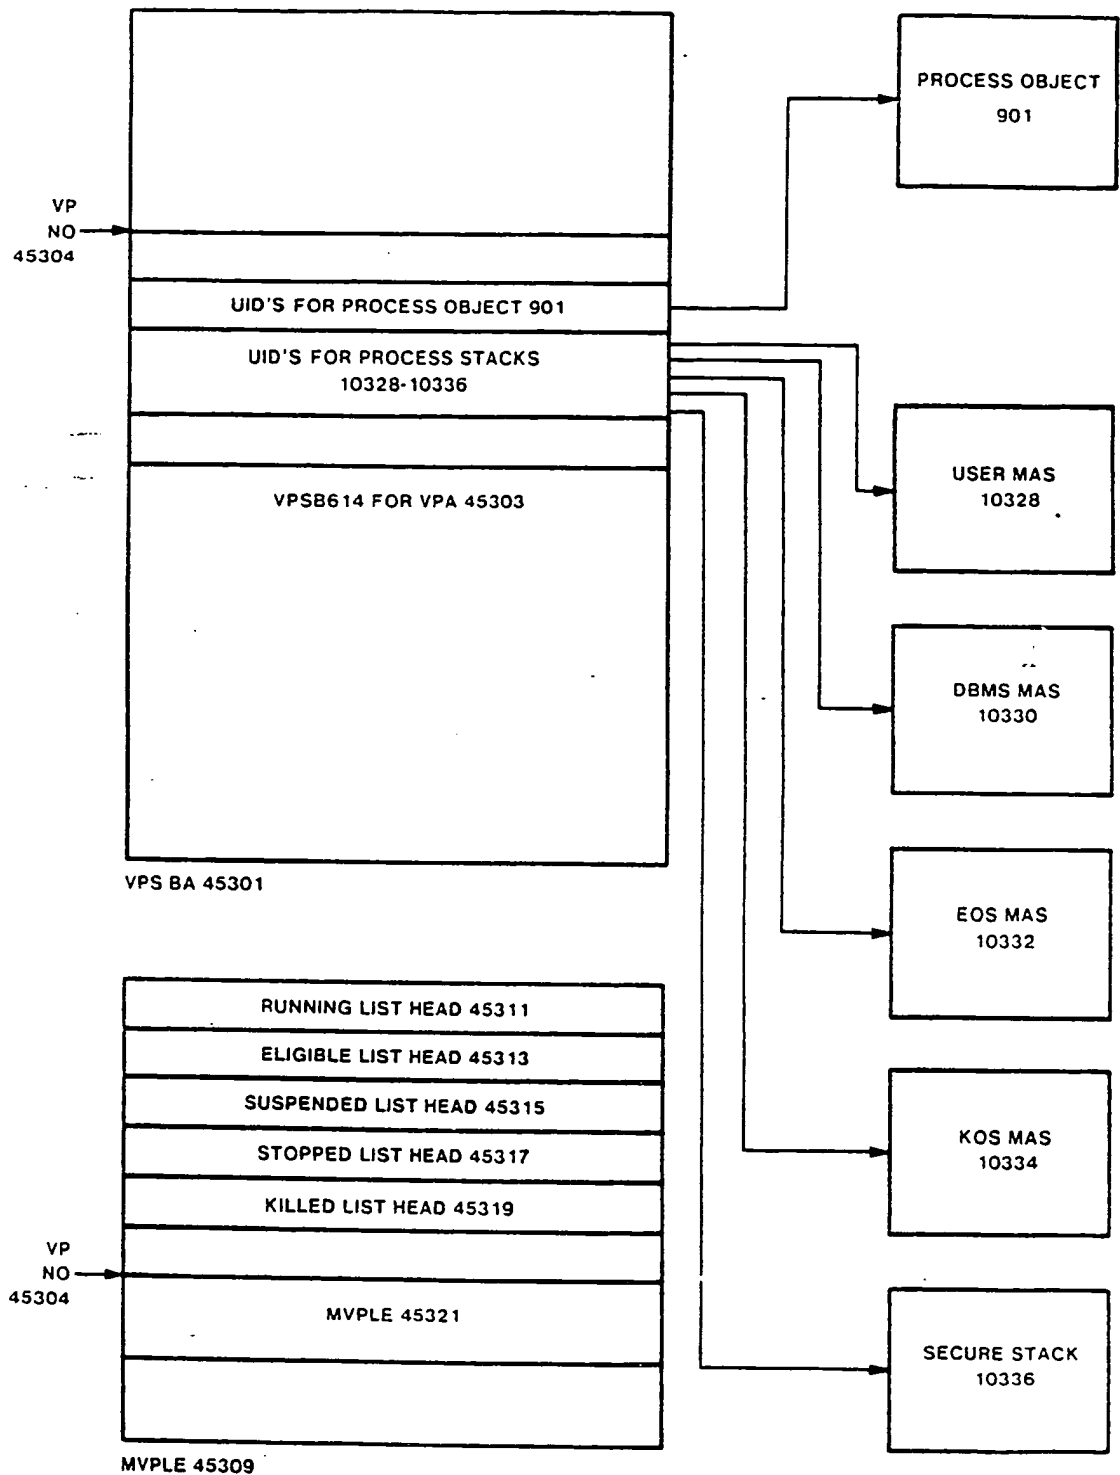 PROCESS OBJECT
901
VP
NO
45304
UID'S FOR PROCESS OBJECT 901
UID'S FOR PROCESS STACKS
10328-10336
VPSB614 FOR VPA 45303
USER MAS
10328
DBMS MAS
10330
EOS MAS
10332
KOS MAS
10334
SECURE STACK
10336
VPS BA 45301
RUNNING LIST HEAD 45311
ELIGIBLE LIST HEAD 45313
SUSPENDED LIST HEAD 45315
STOPPED LIST HEAD 45317
KILLED LIST HEAD 45319
VP
NO
45304
MVPLE 45321
MVPLE 45309